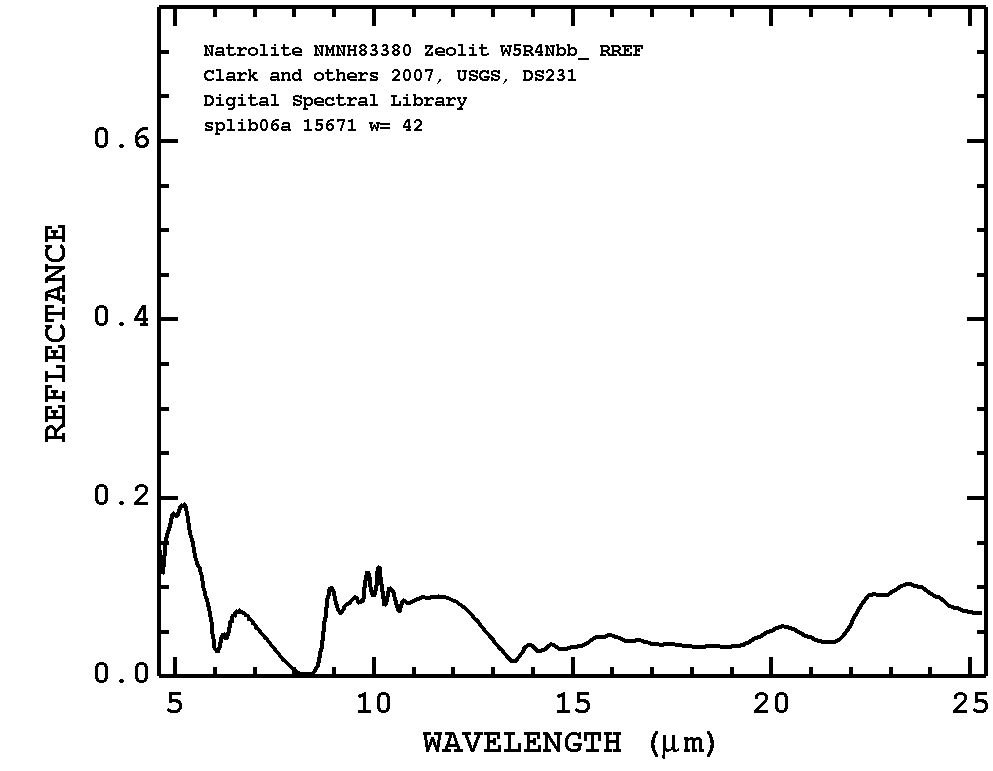 Natrolite NMNH83380 Zeolit W5R4Nbb_ RREF
Clark and others 2007, USGS, DS231
Digital Spectral Library
splib06a 15671 w= 42
0.6
0.4
0.2
0.0
REFLECTANCE
5 10 15 20 25
WAVELENGTH (μm)